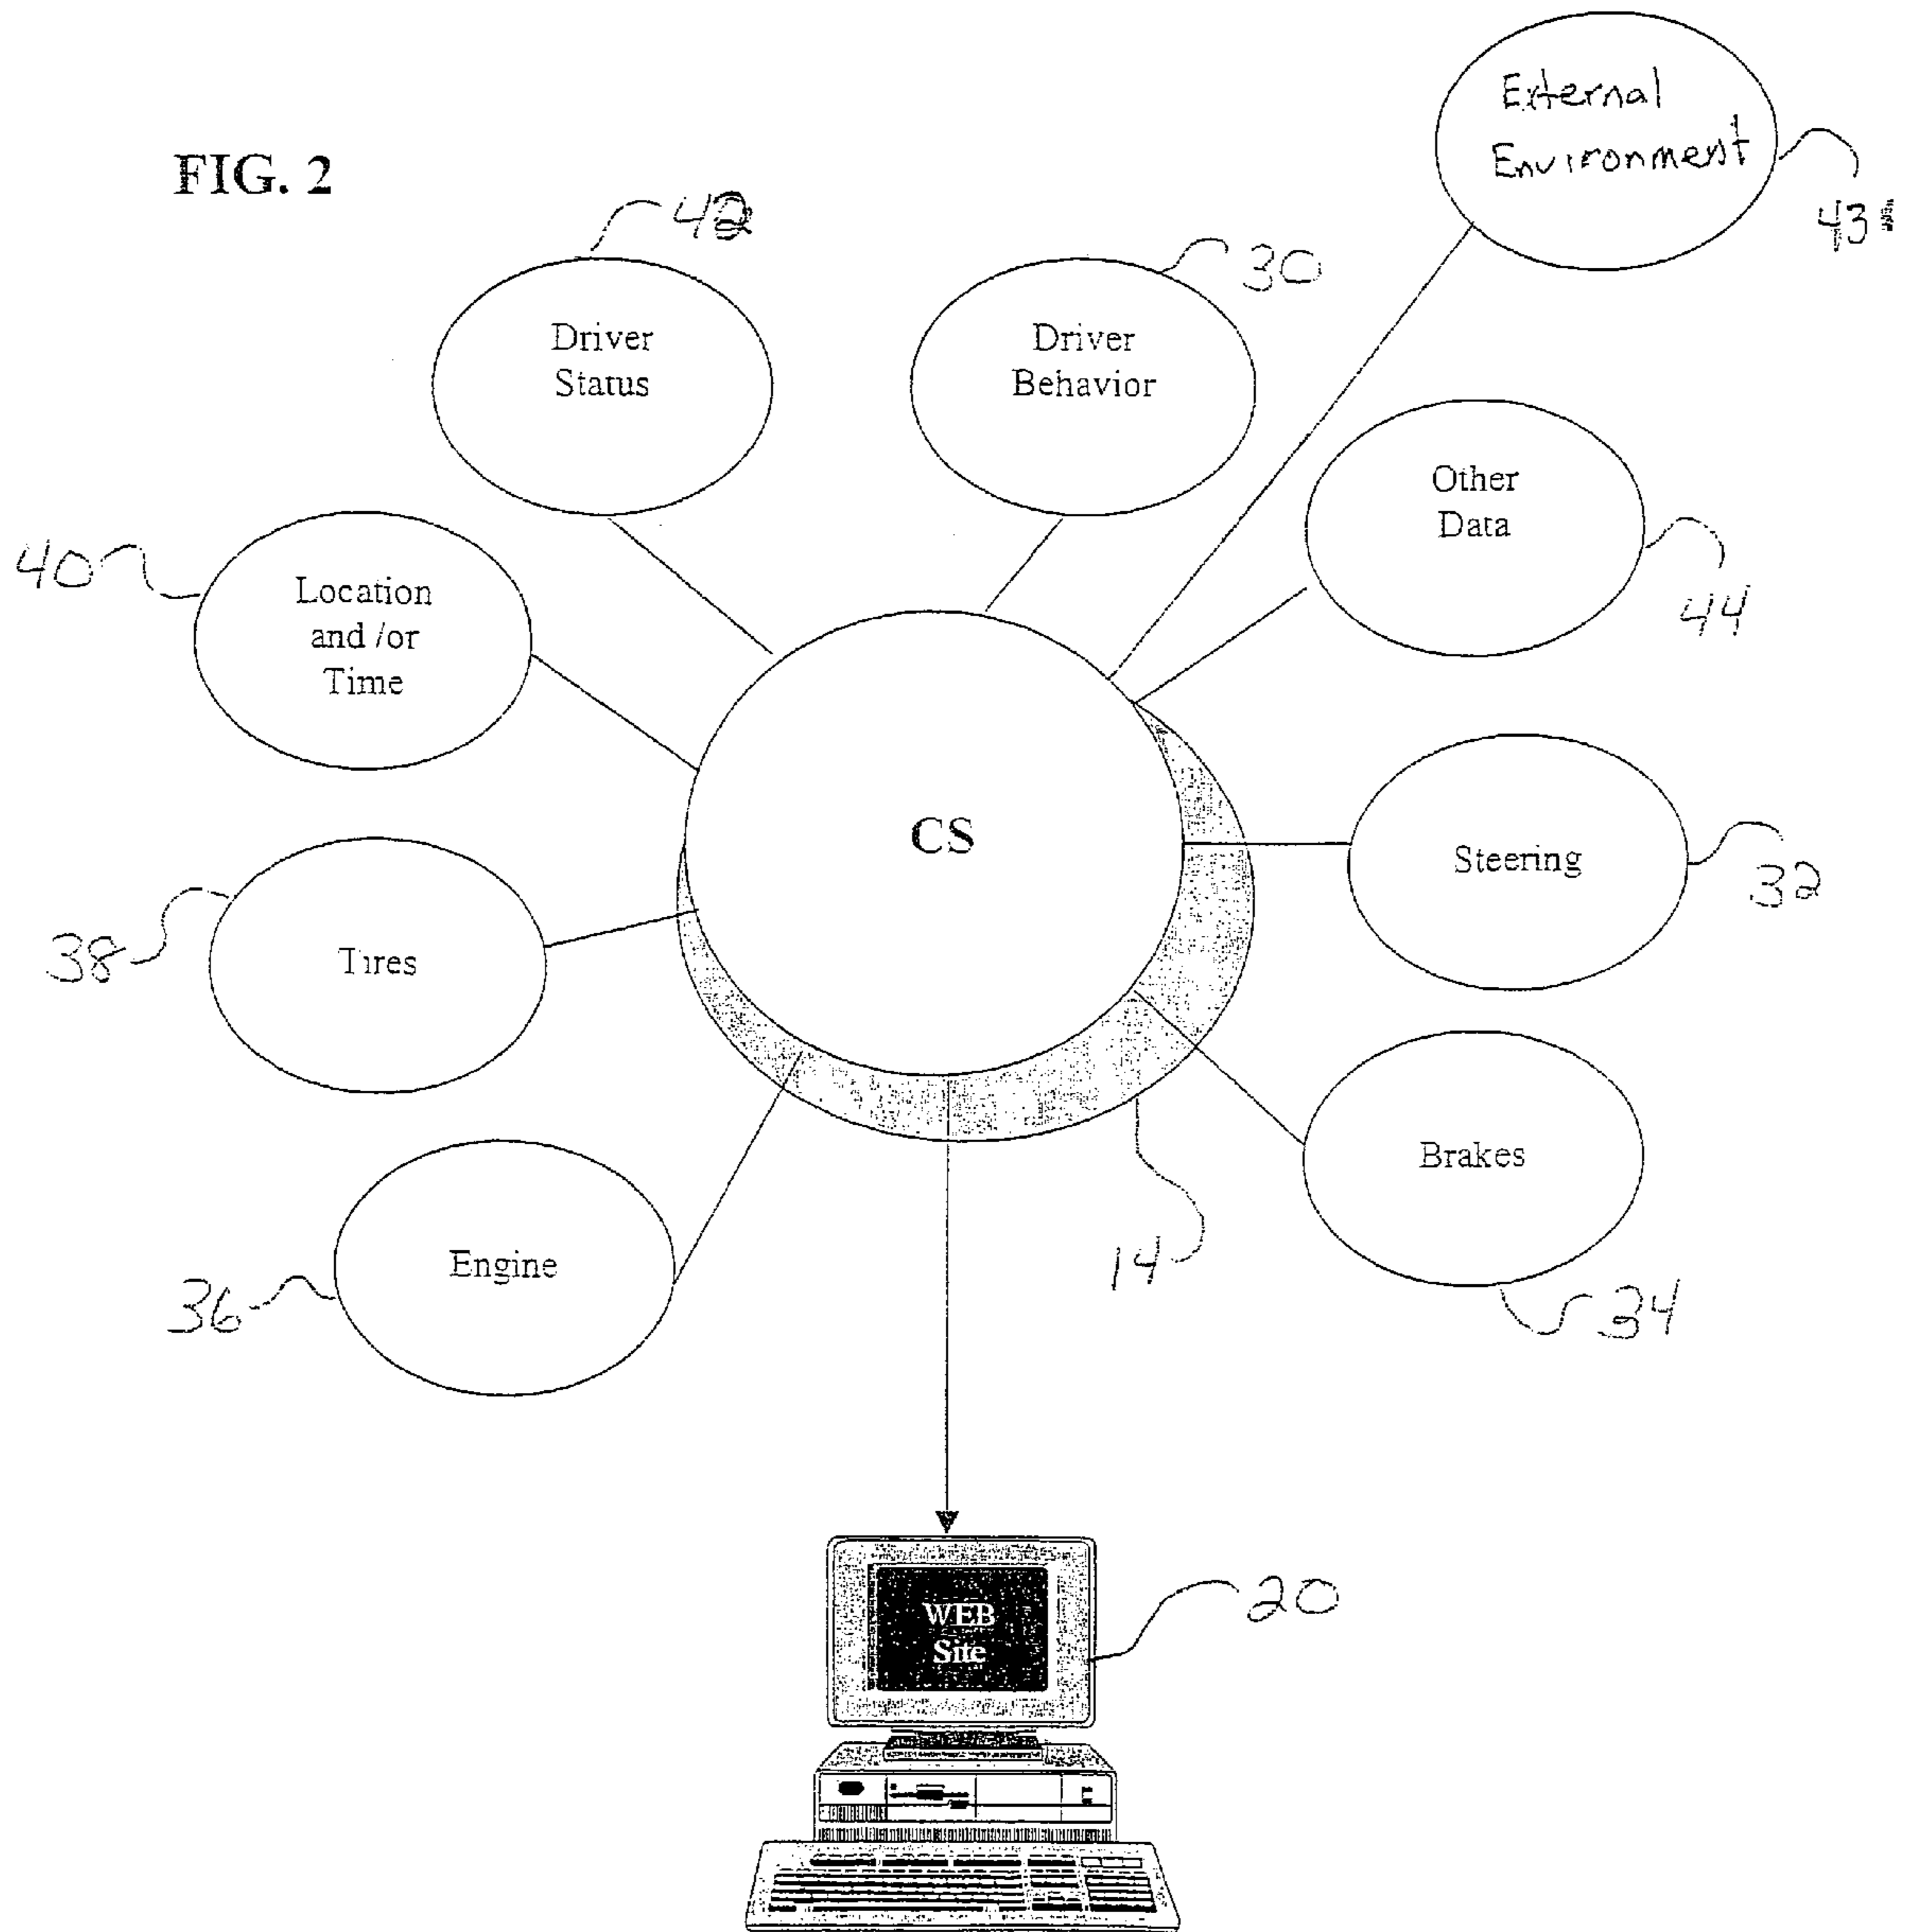 FIG. 2
External
Environment
43
42
30
Driver
Status
Driver
Behavior
Other
Data
44
40
Location
and /or
Time
CS
Steering
32
38
Tires
Brakes
34
14
Engine
36
WEB
Site
20